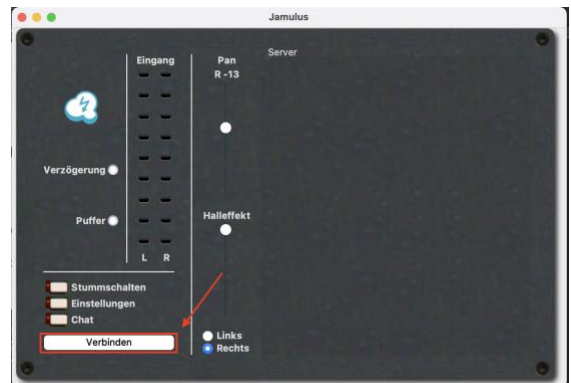 Jamulus
Eingang
Pan
R -13
Server
Verzögerung
Puffer
L R
Halleffekt
Stummschalten
Einstellungen
Chat
Verbinden
Links
Rechts